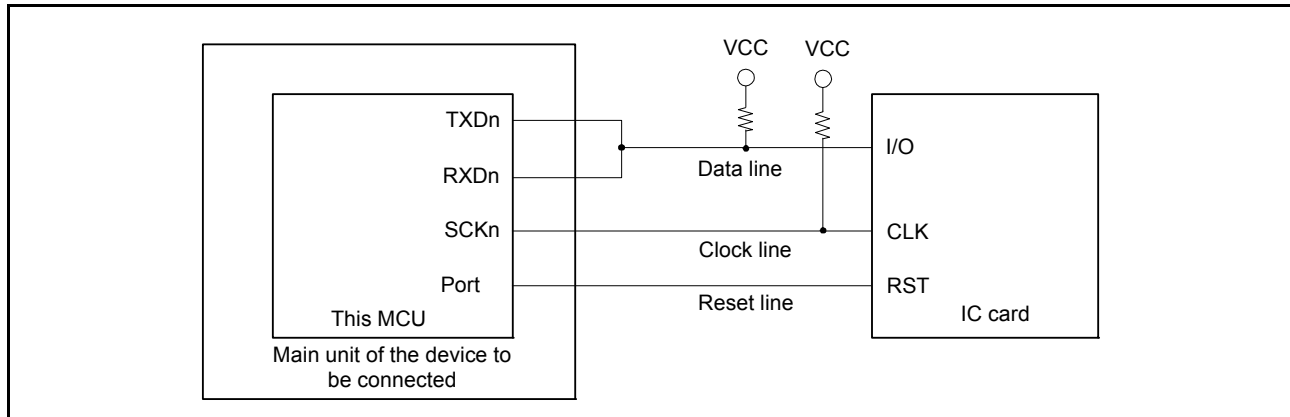 VCC
VCC
TXDn
I/O
Data line
RXDn
SCKn
CLK
Clock line
Port
RST
Reset line
This MCU
IC card
Main unit of the device to
be connected